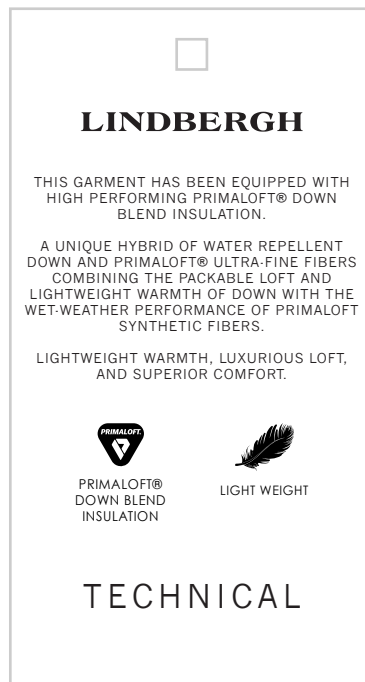 LINDBERGH
THIS GARMENT HAS BEEN EQUIPPED WITH
HIGH PERFORMING PRIMALOFT® DOWN
BLEND INSULATION.
A UNIQUE HYBRID OF WATER REPELLENT
DOWN AND PRIMALOFT® ULTRA-FINE FIBERS
COMBINING THE PACKABLE LOFT AND
LIGHTWEIGHT WARMTH OF DOWN WITH THE
WET-WEATHER PERFORMANCE OF PRIMALOFT
SYNTHETIC FIBERS.
LIGHTWEIGHT WARMTH, LUXURIOUS LOFT,
AND SUPERIOR COMFORT.
PRIMALOFT.
PRIMALOFT®
DOWN BLEND
INSULATION
LIGHT WEIGHT
TECHNICAL